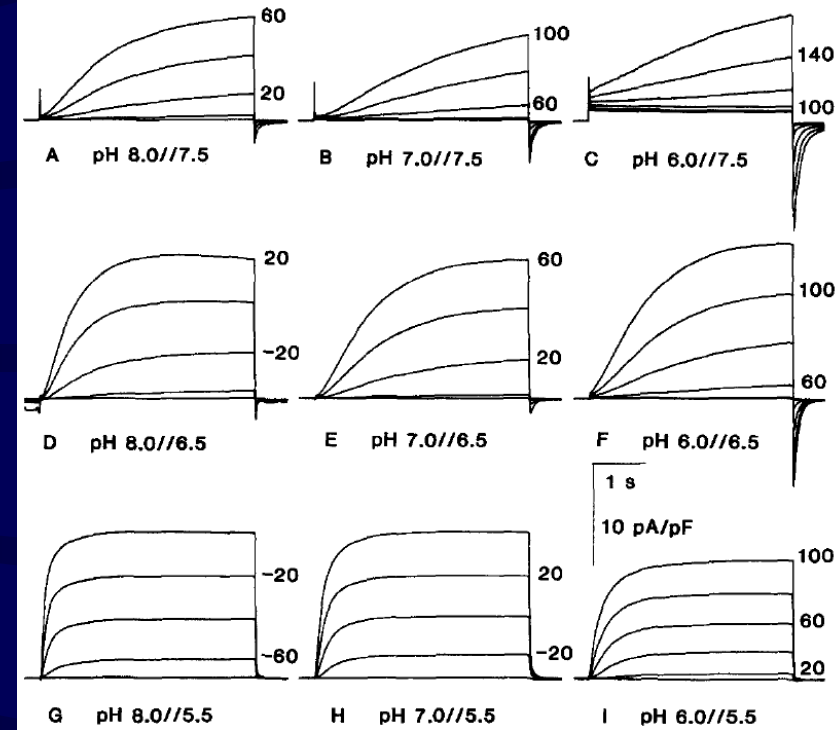 60
20
A pH 8.0//7.5
100
60
B pH 7.0//7.5
140
100
C pH 6.0//7.5
20
-20
D pH 8.0//6.5
60
20
E pH 7.0//6.5
100
60
F pH 6.0//6.5
1 s
10 pA/pF
-20
-60
G pH 8.0//5.5
20
-20
H pH 7.0//5.5
100
60
20
I pH 6.0//5.5